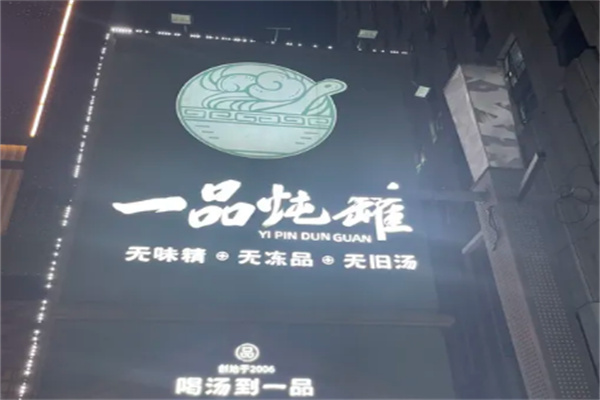 一品炖罐
YI PIN DUN GUAN
无味精·无冻品·无旧汤
品
创始于2006
喝汤到一品